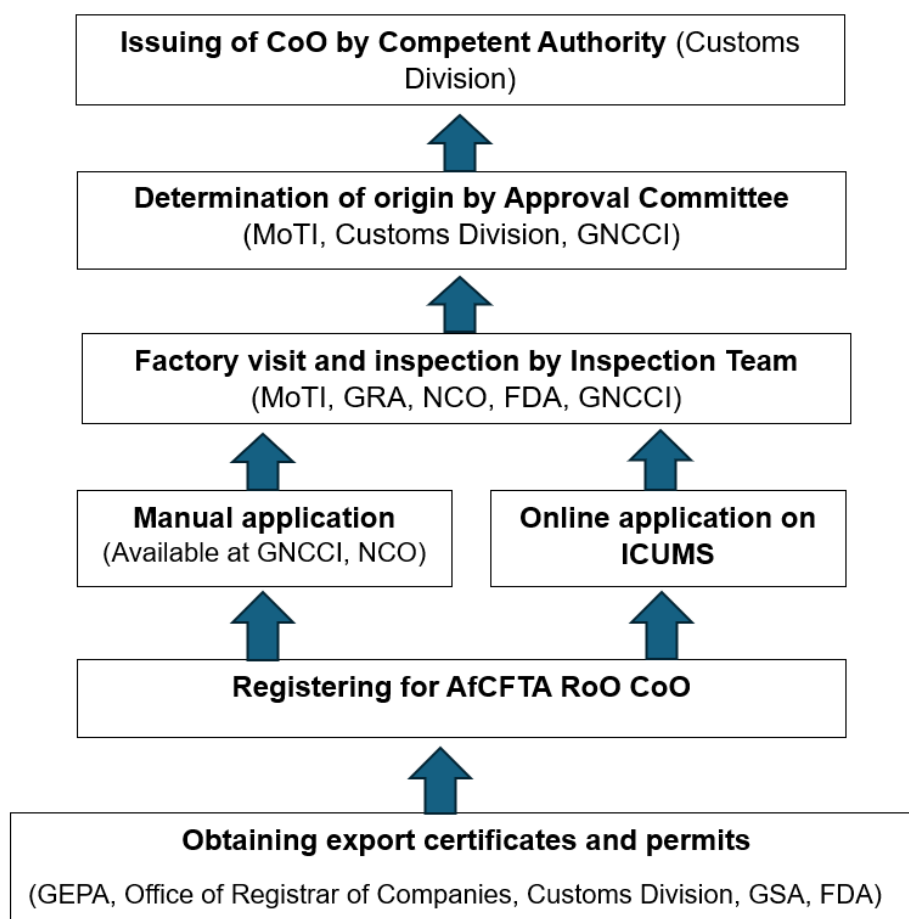 Issuing of CoO by Competent Authority (Customs
Division)
Determination of origin by Approval Committee
(MoTI, Customs Division, GNCCI)
Factory visit and inspection by Inspection Team
(MoTI, GRA, NCO, FDA, GNCCI)
Manual application
(Available at GNCCI, NCO)
Online application on
ICUMS
Registering for AfCFTA RoO CoO
Obtaining export certificates and permits
(GEPA, Office of Registrar of Companies, Customs Division, GSA, FDA)